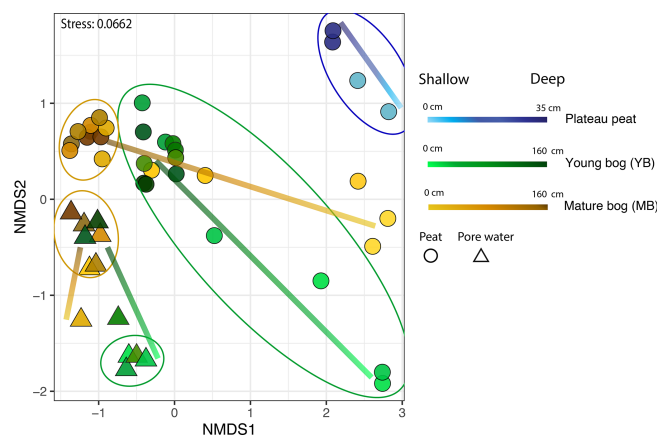 Stress: 0.0662
NMDS2
1
0
−1
−2
−1
0
1
2
3
NMDS1
Shallow Deep
0 cm 35 cm
Plateau peat
0 cm 160 cm
Young bog (YB)
0 cm 160 cm
Mature bog (MB)
Peat Pore water